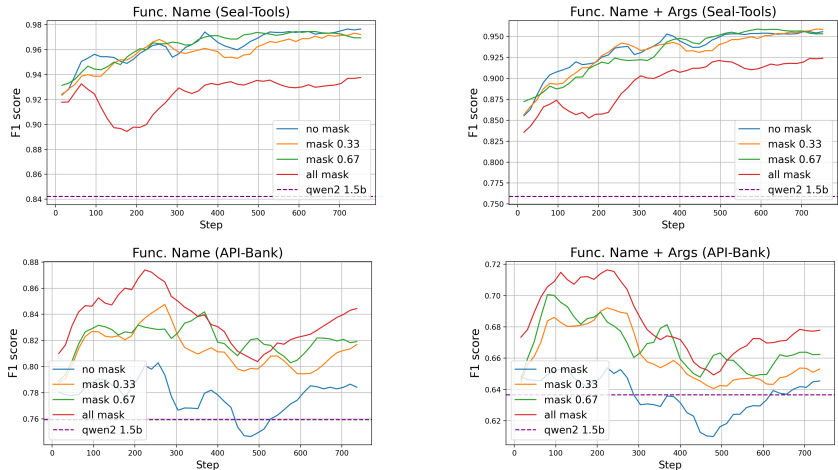 Func. Name (Seal-Tools)
F1 score
0.98
0.96
0.94
0.92
0.90
0.88
0.86
0.84
no mask
mask 0.33
mask 0.67
all mask
qwen2 1.5b
0 100 200 300 400 500 600 700
Step
Func. Name + Args (Seal-Tools)
F1 score
0.950
0.925
0.900
0.875
0.850
0.825
0.800
0.775
0.750
no mask
mask 0.33
mask 0.67
all mask
qwen2 1.5b
0 100 200 300 400 500 600 700
Step
Func. Name (API-Bank)
F1 score
0.88
0.86
0.84
0.82
0.80
0.78
0.76
no mask
mask 0.33
mask 0.67
all mask
qwen2 1.5b
0 100 200 300 400 500 600 700
Step
Func. Name + Args (API-Bank)
F1 score
0.72
0.70
0.68
0.66
0.64
0.62
no mask
mask 0.33
mask 0.67
all mask
qwen2 1.5b
0 100 200 300 400 500 600 700
Step